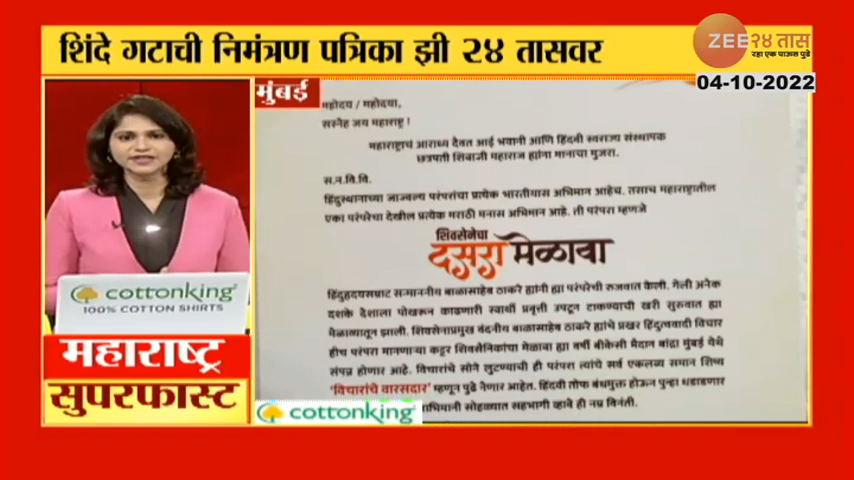 शिंदे गटाची निमंत्रण पत्रिका झी २४ तासवर
ZEE २४ तास
रहा एक पाऊल पुढे
04-10-2022
मुंबई
महोदय / महोदया,
सस्नेह जय महाराष्ट्र !
महाराष्ट्राचं आराध्य दैवत आई भवानी आणि हिंदवी स्वराज्य संस्थापक
छत्रपती शिवाजी महाराज ह्यांना मानाचा मुजरा.
स.न.वि.वि.
हिंदुस्थानाच्या जाज्वल्य परंपरांचा प्रत्येक भारतीयास अभिमान आहेच. तसाच महाराष्ट्रातील
एका परंपरेचा देखील प्रत्येक मराठी मनास अभिमान आहे. ती परंपरा म्हणजे
शिवसेनेचा
दसरा मेळावा
हिंदुहृदयसम्राट सन्माननीय बाळासाहेब ठाकरे ह्यांनी ह्या परंपरेची रुजवात केली. गेली अनेक
दशके देशाला पोखरून काढणारी स्वार्थी प्रवृत्ती उपटून टाकण्याची खरी सुरुवात ह्या
मेळाव्यातून झाली. शिवसेनाप्रमुख वंदनीय बाळासाहेब ठाकरे ह्यांचे प्रखर हिंदुत्ववादी विचार
हीच परंपरा मानणाऱ्या कट्टर शिवसैनिकांचा मेळावा ह्या वर्षी बीकेसी मैदान बांद्रा मुंबई येथे
संपन्न होणार आहे. विचारांचे सोने लुटण्याची ही परंपरा त्यांचे सर्व एकलव्य समान शिष्य
'विचारांचे वारसदार' म्हणून पुढे नेणार आहेत. हिंदवी तोफ बंधमुक्त होऊन पुन्हा धडाडणार
सोहळ्यात सहभागी व्हावे ही नम्र विनंती.
cottonking
100% COTTON SHIRTS
महाराष्ट्र
सुपरफास्ट
cottonking